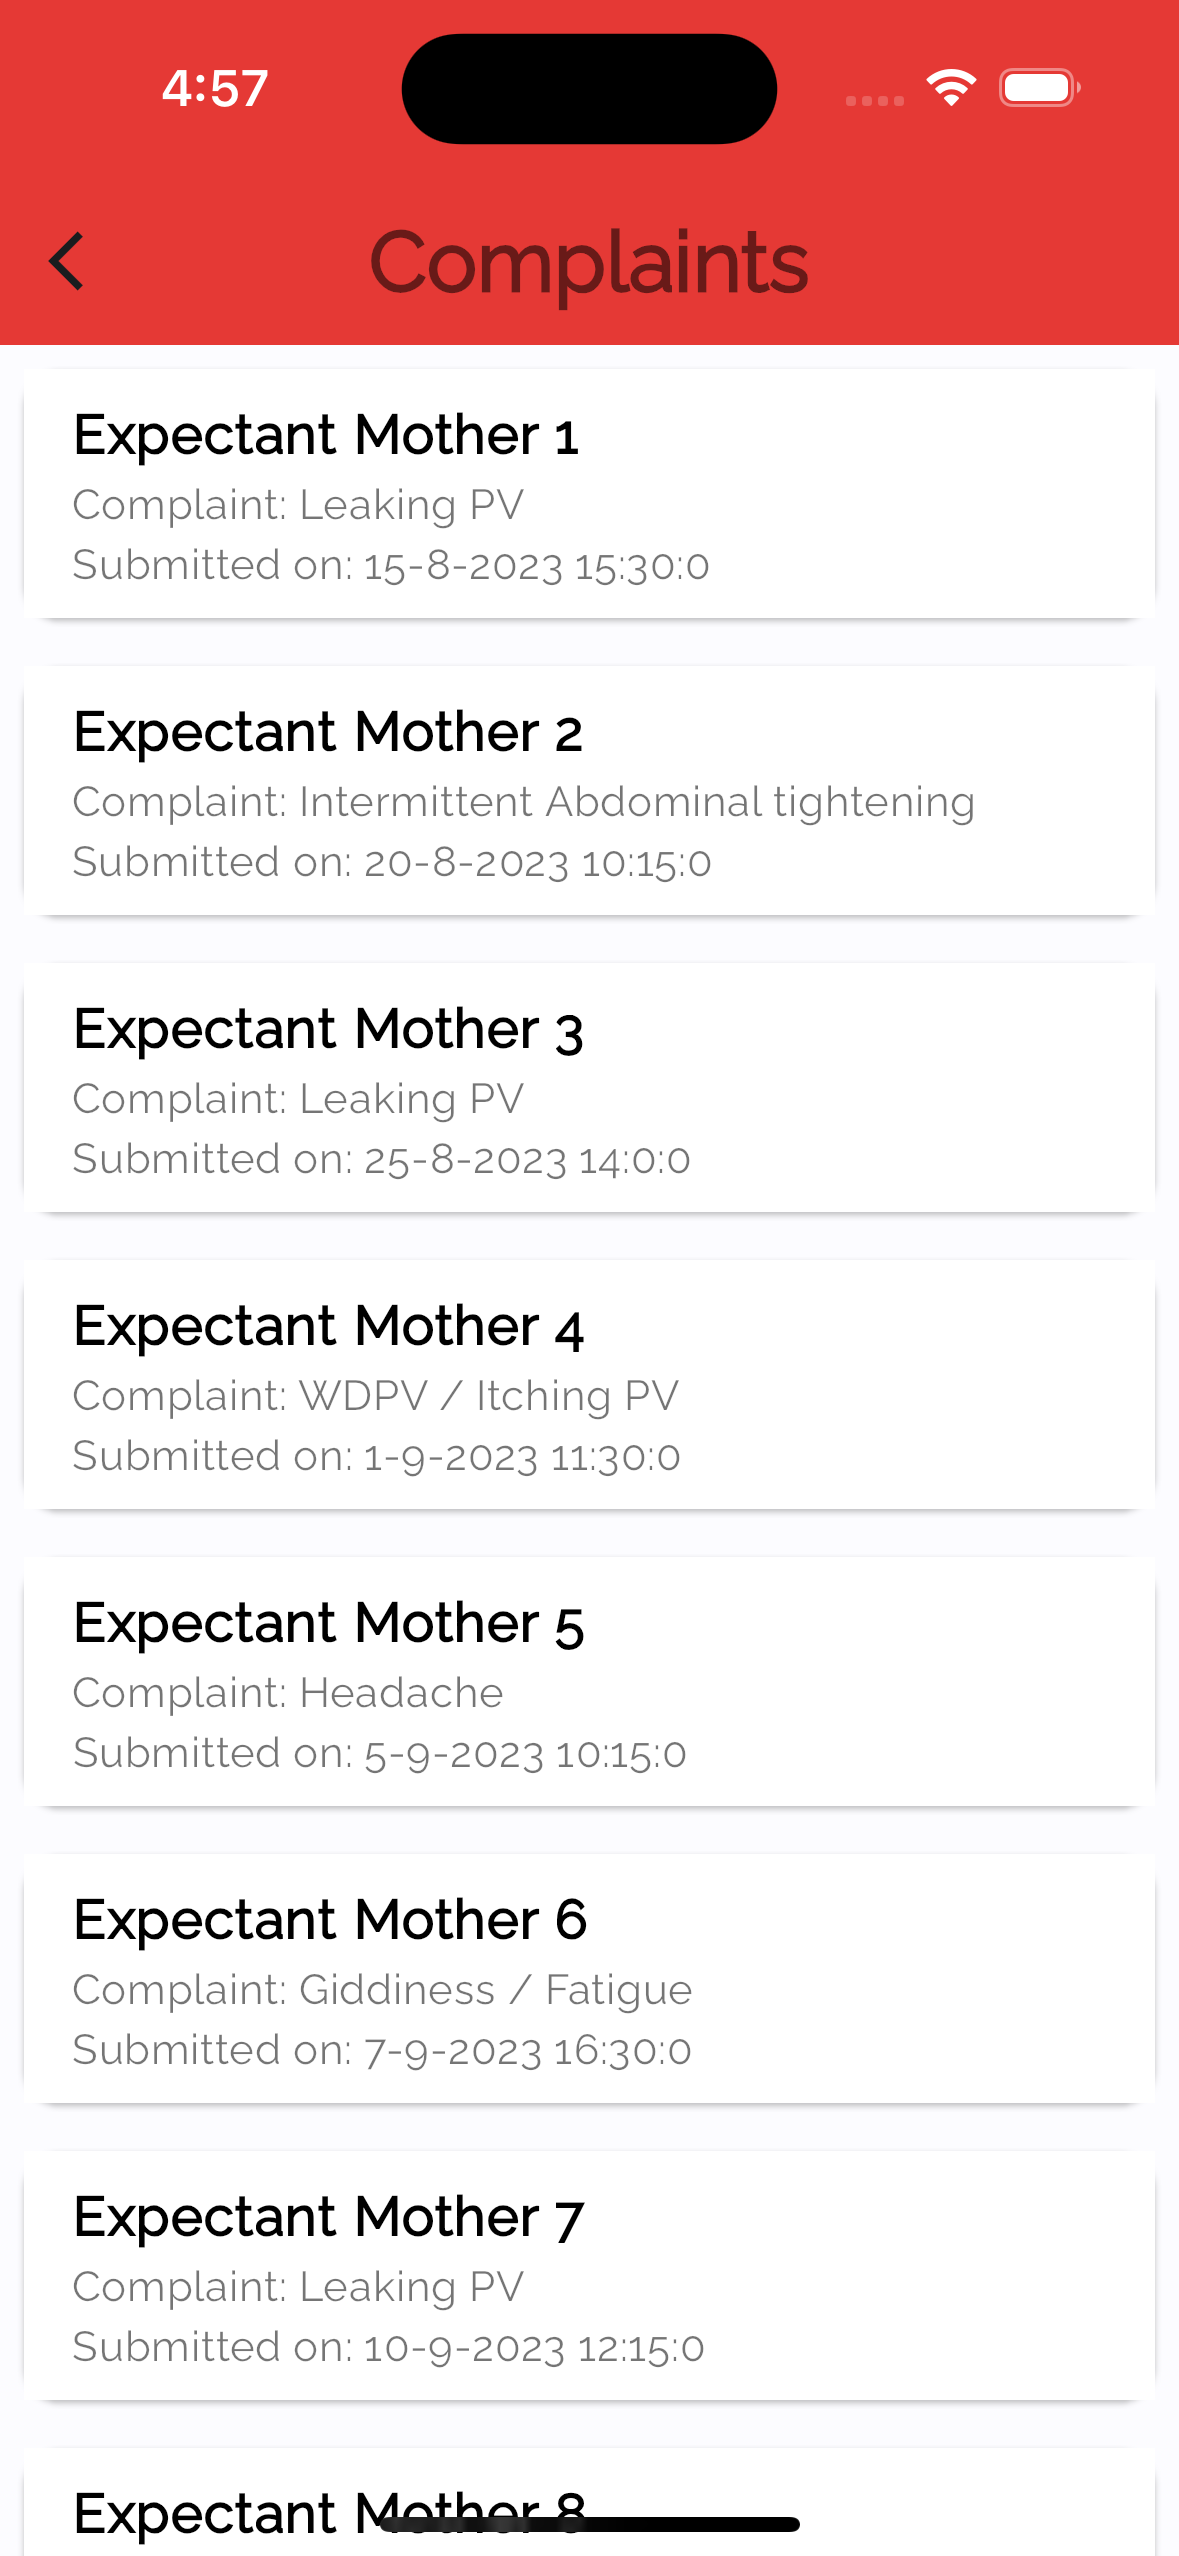 4:57
Complaints
Expectant Mother 1
Complaint: Leaking PV
Submitted on: 15-8-2023 15:30:0
Expectant Mother 2
Complaint: Intermittent Abdominal tightening
Submitted on: 20-8-2023 10:15:0
Expectant Mother 3
Complaint: Leaking PV
Submitted on: 25-8-2023 14:0:0
Expectant Mother 4
Complaint: WDPV / Itching PV
Submitted on: 1-9-2023 11:30:0
Expectant Mother 5
Complaint: Headache
Submitted on: 5-9-2023 10:15:0
Expectant Mother 6
Complaint: Giddiness / Fatigue
Submitted on: 7-9-2023 16:30:0
Expectant Mother 7
Complaint: Leaking PV
Submitted on: 10-9-2023 12:15:0
Expectant Mother 8